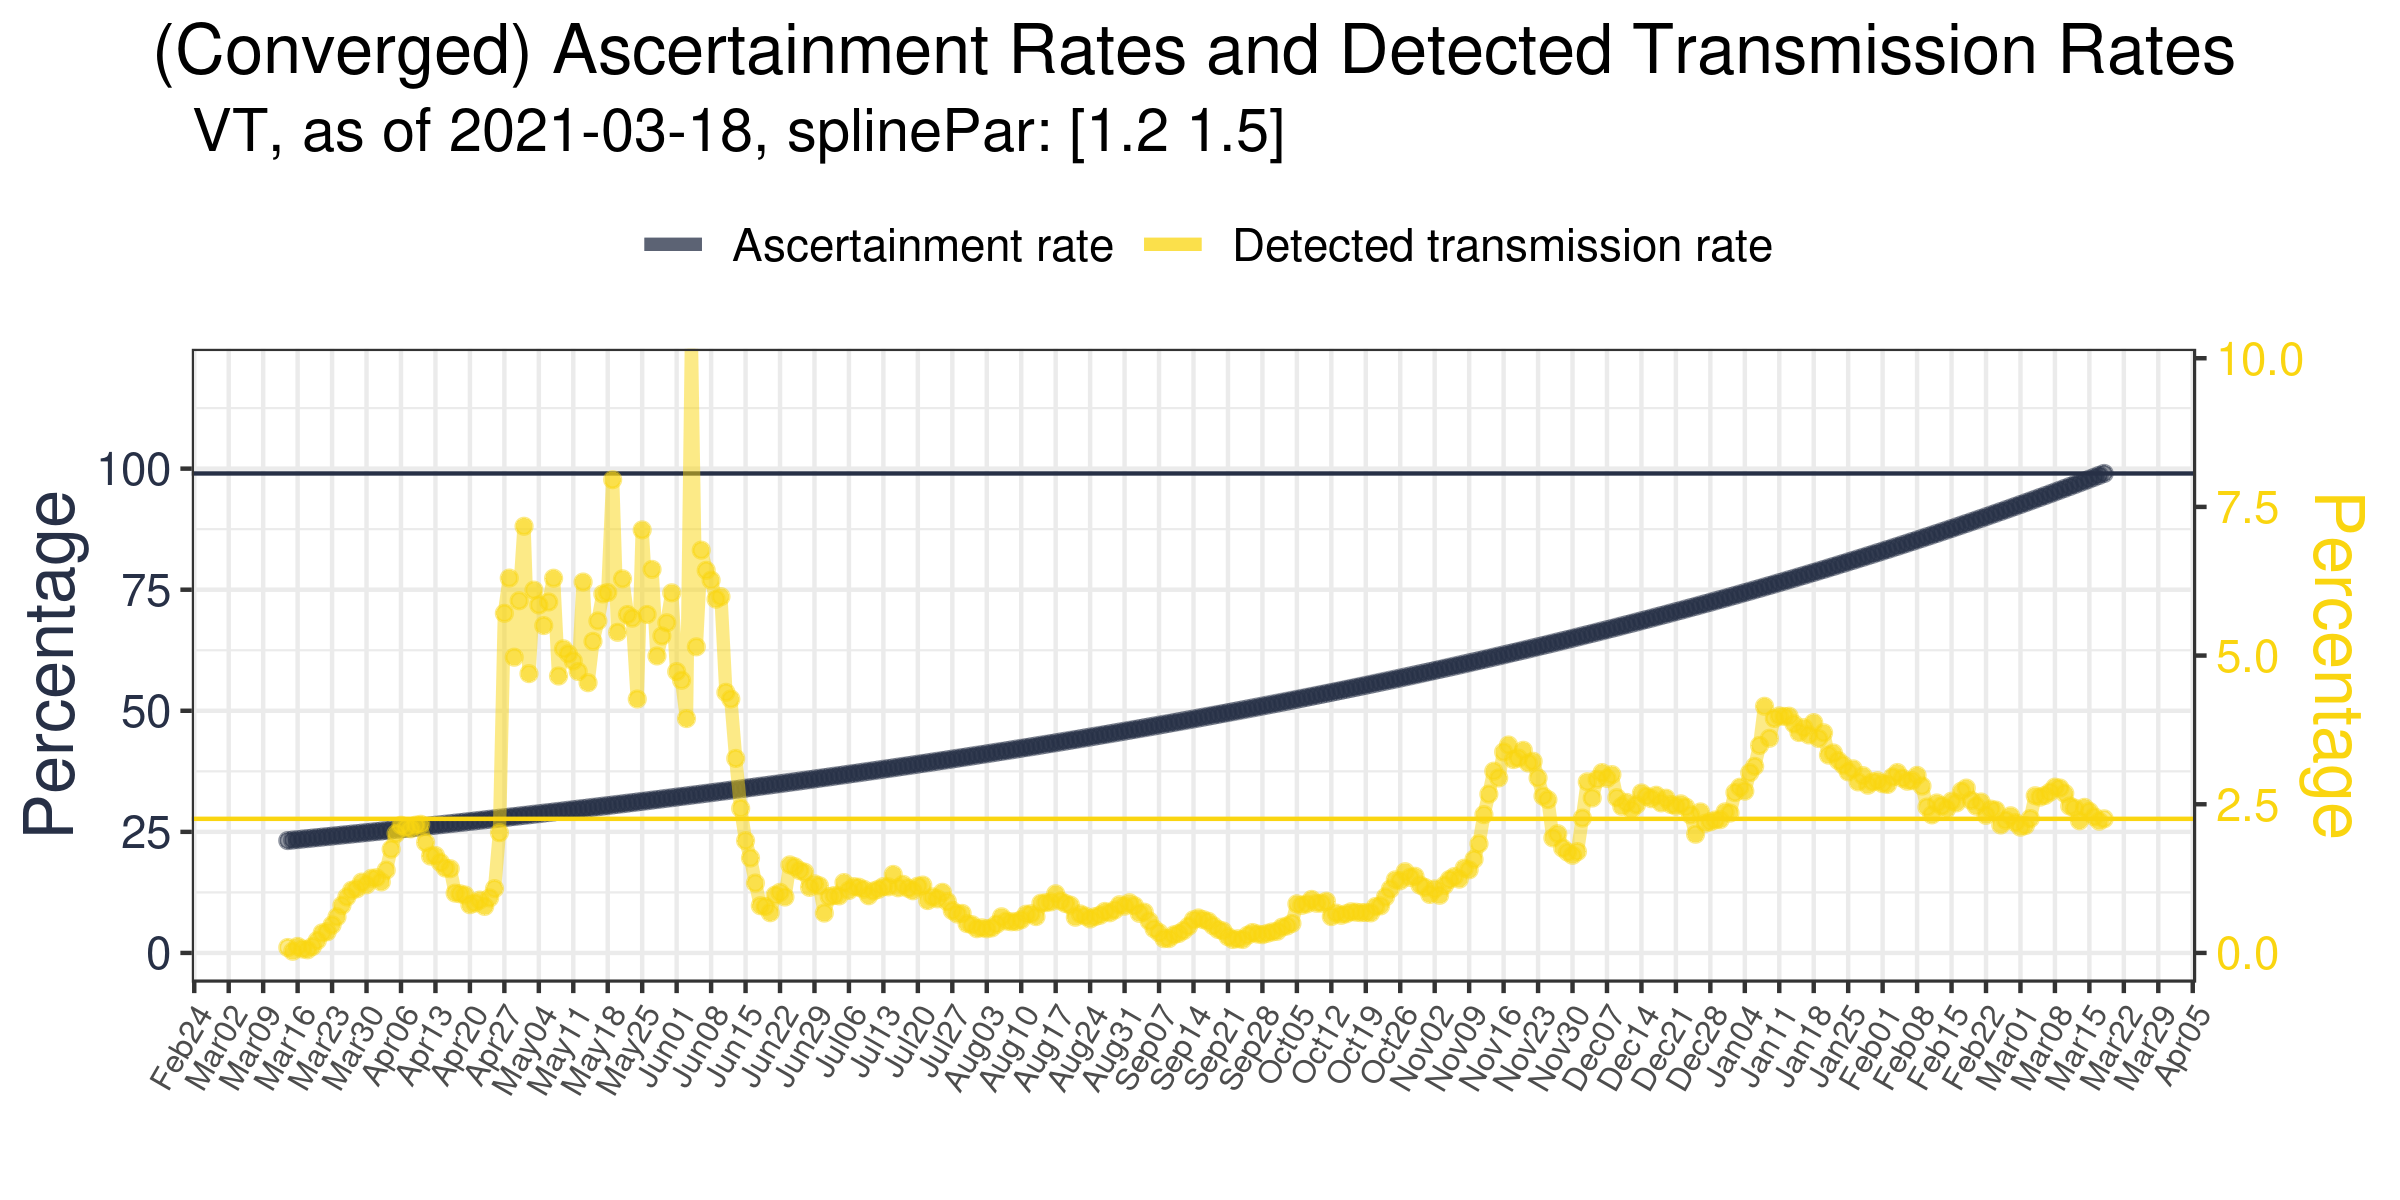 (Converged) Ascertainment Rates and Detected Transmission Rates
VT, as of 2021-03-18, splinePar: [1.2 1.5]
Ascertainment rate
Detected transmission rate
Percentage
100
75
50
25
0
10.0
7.5
5.0
2.5
0.0
Percentage
Feb24
Mar02
Mar09
Mar16
Mar23
Mar30
Apr06
Apr13
Apr20
Apr27
May04
May11
May18
May25
Jun01
Jun08
Jun15
Jun22
Jun29
Jul06
Jul13
Jul20
Jul27
Aug03
Aug10
Aug17
Aug24
Aug31
Sep07
Sep14
Sep21
Sep28
Oct05
Oct12
Oct19
Oct26
Nov02
Nov09
Nov16
Nov23
Nov30
Dec07
Dec14
Dec21
Dec28
Jan04
Jan11
Jan18
Jan25
Feb01
Feb08
Feb15
Feb22
Mar01
Mar08
Mar15
Mar22
Mar29
Apr05